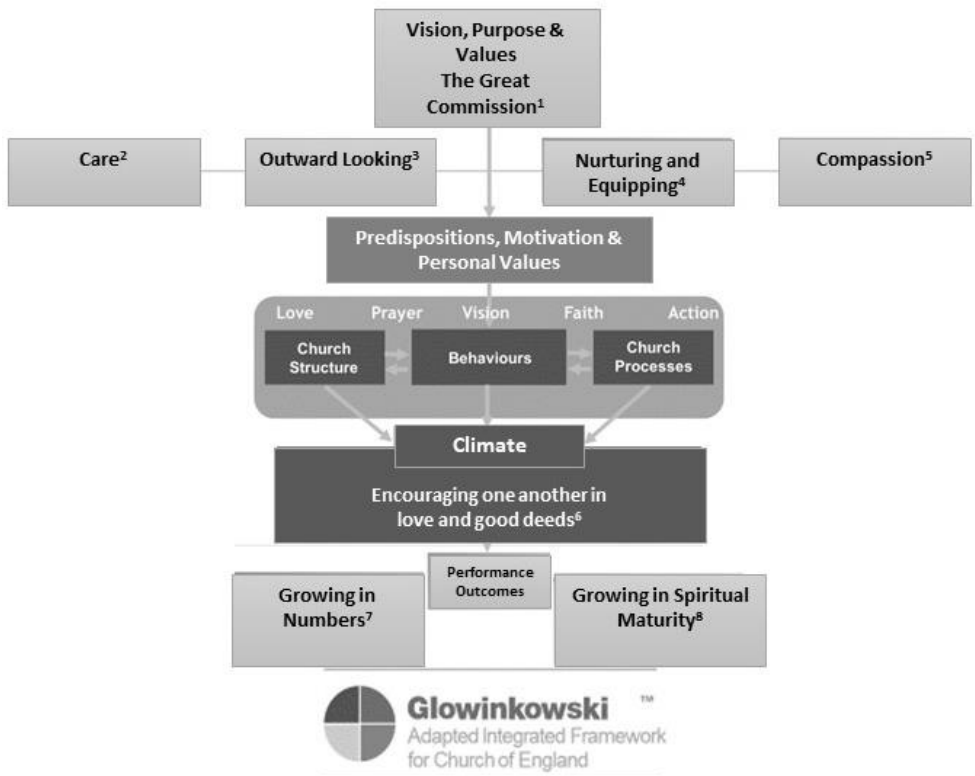 Vision, Purpose &
Values
The Great
Commission¹
Care²
Outward Looking³
Nurturing and
Equipping⁴
Compassion⁵
Predispositions, Motivation &
Personal Values
Love Prayer Vision Faith Action
Church
Structure
Behaviours
Church
Processes
Climate
Encouraging one another in
love and good deeds⁶
Performance
Outcomes
Growing in
Numbers⁷
Growing in Spiritual
Maturity⁸
Glowinkowski ™
Adapted Integrated Framework
for Church of England